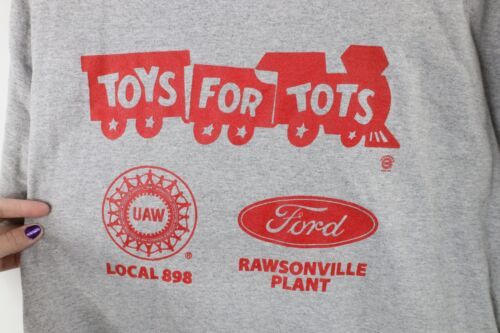 TOYS FOR TOTS
UAW
®
LOCAL 898
Ford
RAWSONVILLE
PLANT